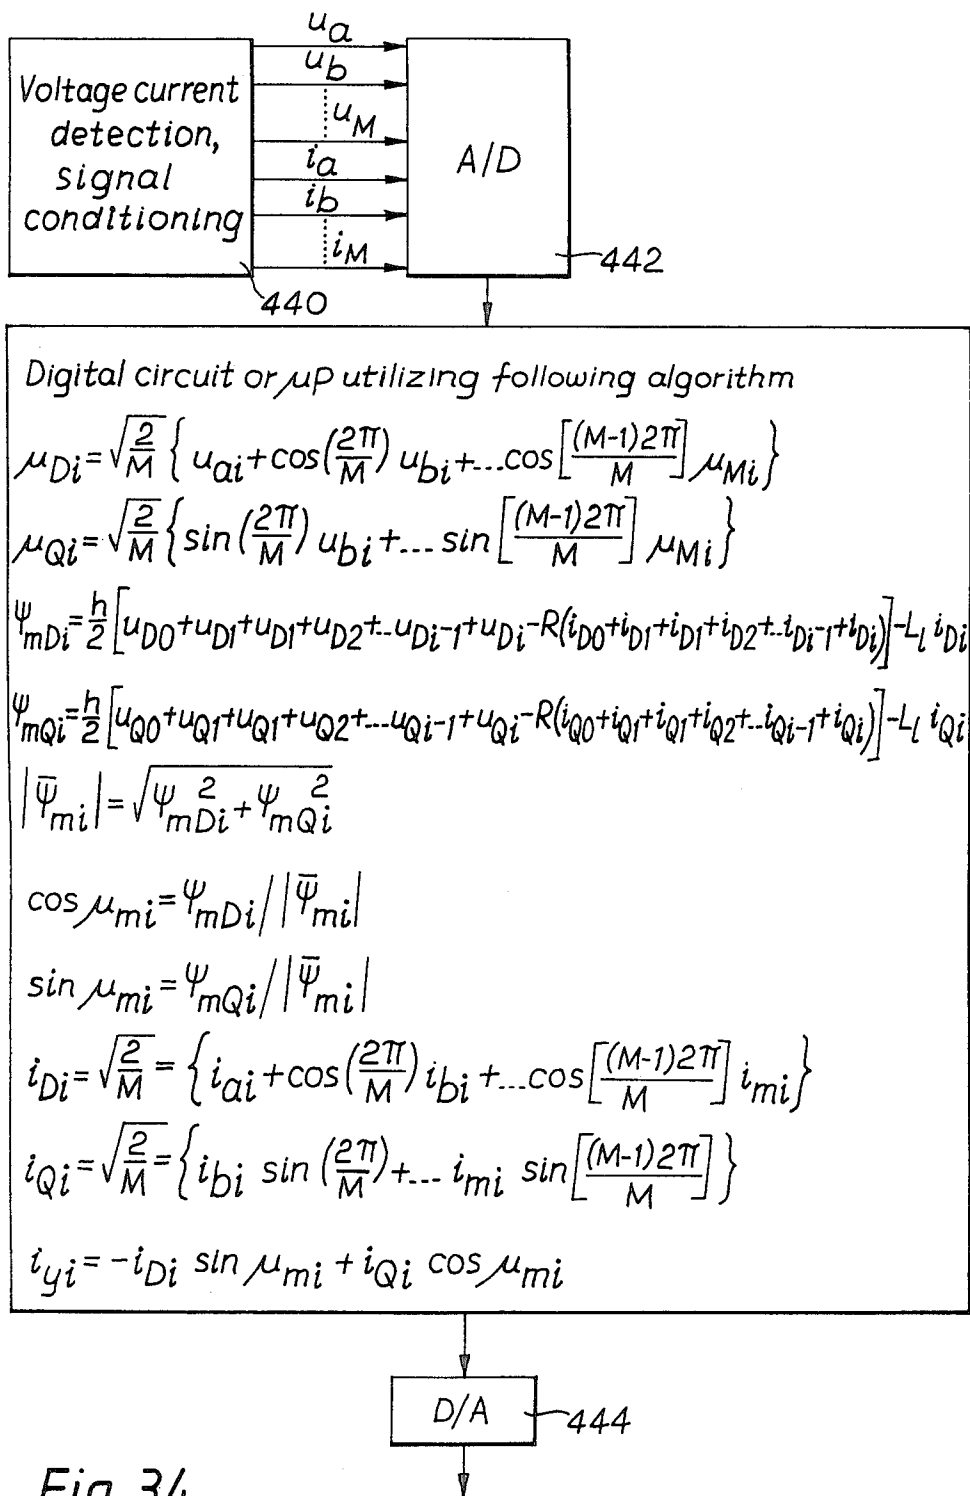 u_a
u_b
u_M
i_a
i_b
i_M
Voltage current
detection,
signal
conditioning
A/D
442
440
Digital circuit or μP utilizing following algorithm
μ_Di = √(2/M) { u_ai + cos(2π/M) u_bi + ... cos[(M-1)2π/M] μ_Mi }
μ_Qi = √(2/M) { sin(2π/M) u_bi + ... sin[(M-1)2π/M] μ_Mi }
ψ_mDi = h/2 [u_D0 + u_D1 + u_D1 + u_D2 + ... u_Di-1 + u_Di - R(i_D0 + i_D1 + i_D1 + i_D2 + ... i_Di-1 + i_Di)] - L_l i_Di
ψ_mQi = h/2 [u_Q0 + u_Q1 + u_Q1 + u_Q2 + ... u_Qi-1 + u_Qi - R(i_Q0 + i_Q1 + i_Q1 + i_Q2 + ... i_Qi-1 + i_Qi)] - L_l i_Qi
|ψ̄_mi| = √(ψ_mDi² + ψ_mQi²)
cos μ_mi = ψ_mDi / |ψ̄_mi|
sin μ_mi = ψ_mQi / |ψ̄_mi|
i_Di = √(2/M) = { i_ai + cos(2π/M) i_bi + ... cos[(M-1)2π/M] i_mi }
i_Qi = √(2/M) = { i_bi sin(2π/M) + ... i_mi sin[(M-1)2π/M] }
i_yi = -i_Di sin μ_mi + i_Qi cos μ_mi
D/A
444
Fig. 34